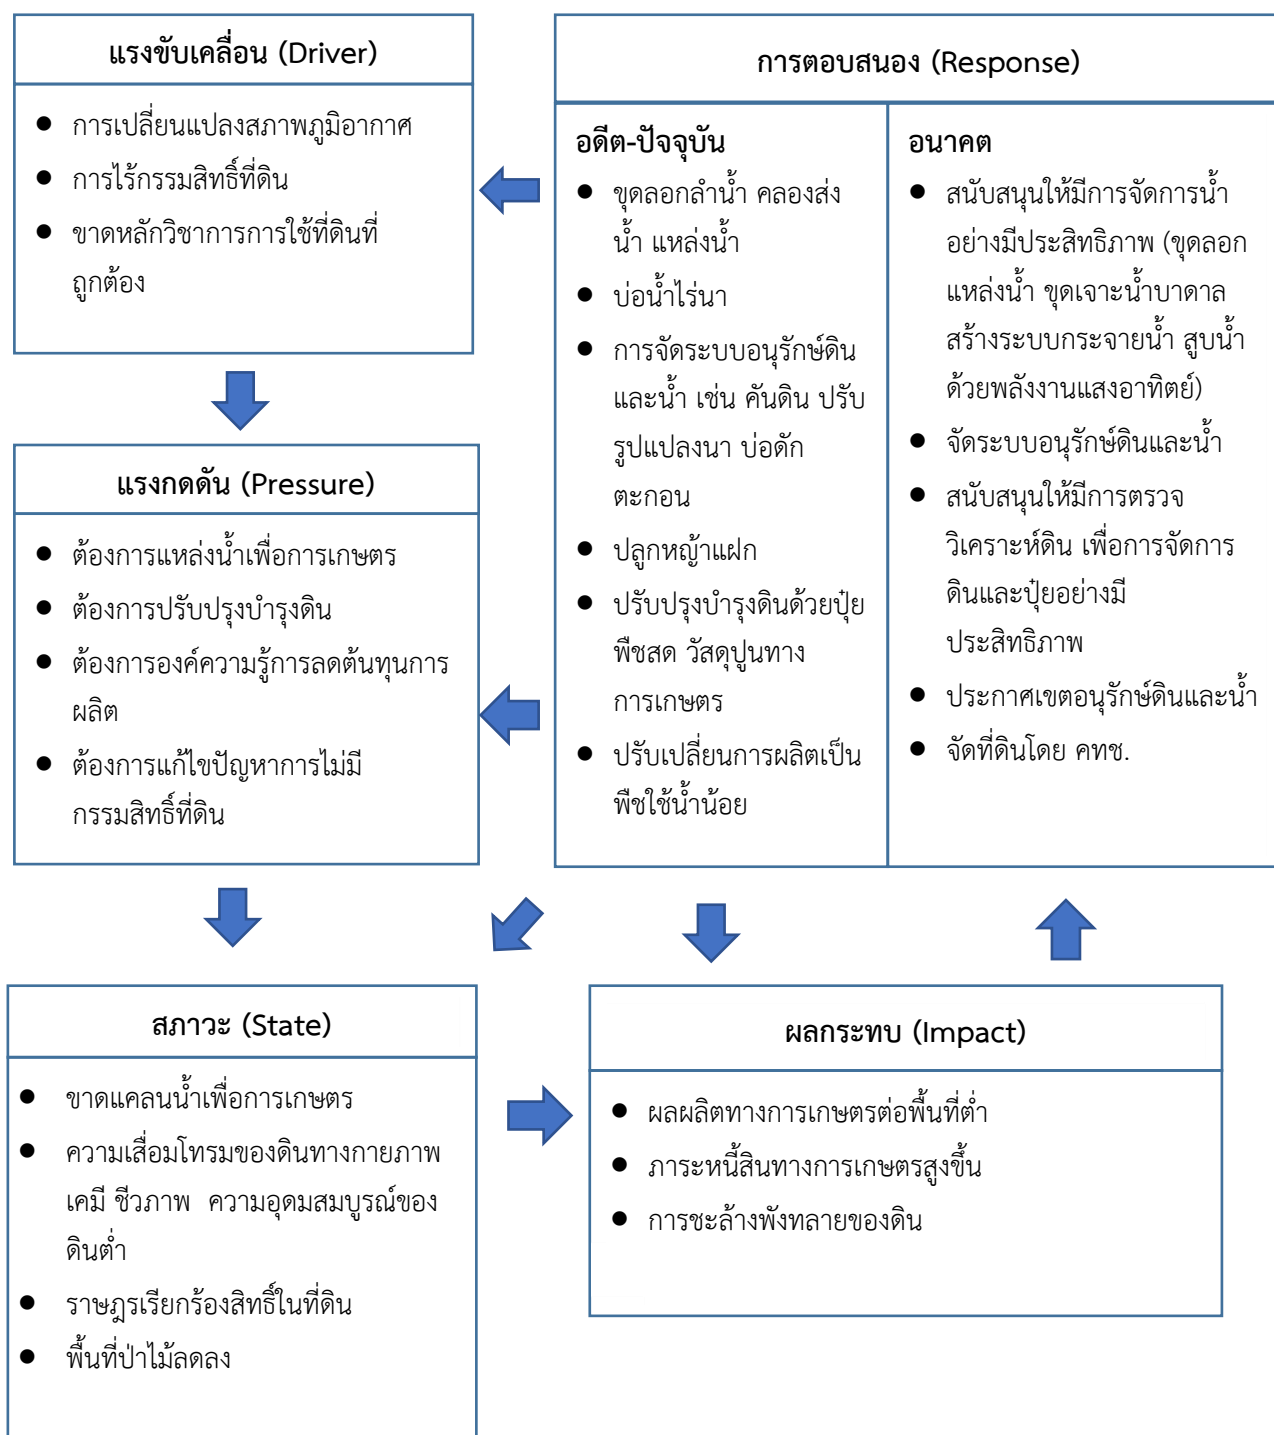 แรงขับเคลื่อน (Driver)
การเปลี่ยนแปลงสภาพภูมิอากาศ
การไร้กรรมสิทธิ์ที่ดิน
ขาดหลักวิชาการการใช้ที่ดินที่
ถูกต้อง
แรงกดดัน (Pressure)
ต้องการแหล่งน้ำเพื่อการเกษตร
ต้องการปรับปรุงบำรุงดิน
ต้องการองค์ความรู้การลดต้นทุนการ
ผลิต
ต้องการแก้ไขปัญหาการไม่มี
กรรมสิทธิ์ที่ดิน
การตอบสนอง (Response)
อดีต-ปัจจุบัน
ขุดลอกลำน้ำ คลองส่ง
น้ำ แหล่งน้ำ
บ่อน้ำไร่นา
การจัดระบบอนุรักษ์ดิน
และน้ำ เช่น คันดิน ปรับ
รูปแปลงนา บ่อดัก
ตะกอน
ปลูกหญ้าแฝก
ปรับปรุงบำรุงดินด้วยปุ๋ย
พืชสด วัสดุปูนทาง
การเกษตร
ปรับเปลี่ยนการผลิตเป็น
พืชใช้น้ำน้อย
อนาคต
สนับสนุนให้มีการจัดการน้ำ
อย่างมีประสิทธิภาพ (ขุดลอก
แหล่งน้ำ ขุดเจาะน้ำบาดาล
สร้างระบบกระจายน้ำ สูบน้ำ
ด้วยพลังงานแสงอาทิตย์)
จัดระบบอนุรักษ์ดินและน้ำ
สนับสนุนให้มีการตรวจ
วิเคราะห์ดิน เพื่อการจัดการ
ดินและปุ๋ยอย่างมี
ประสิทธิภาพ
ประกาศเขตอนุรักษ์ดินและน้ำ
จัดที่ดินโดย คทช.
สภาวะ (State)
ขาดแคลนน้ำเพื่อการเกษตร
ความเสื่อมโทรมของดินทางกายภาพ
เคมี ชีวภาพ ความอุดมสมบูรณ์ของ
ดินต่ำ
ราษฎรเรียกร้องสิทธิ์ในที่ดิน
พื้นที่ป่าไม้ลดลง
ผลกระทบ (Impact)
ผลผลิตทางการเกษตรต่อพื้นที่ต่ำ
ภาระหนี้สินทางการเกษตรสูงขึ้น
การชะล้างพังทลายของดิน